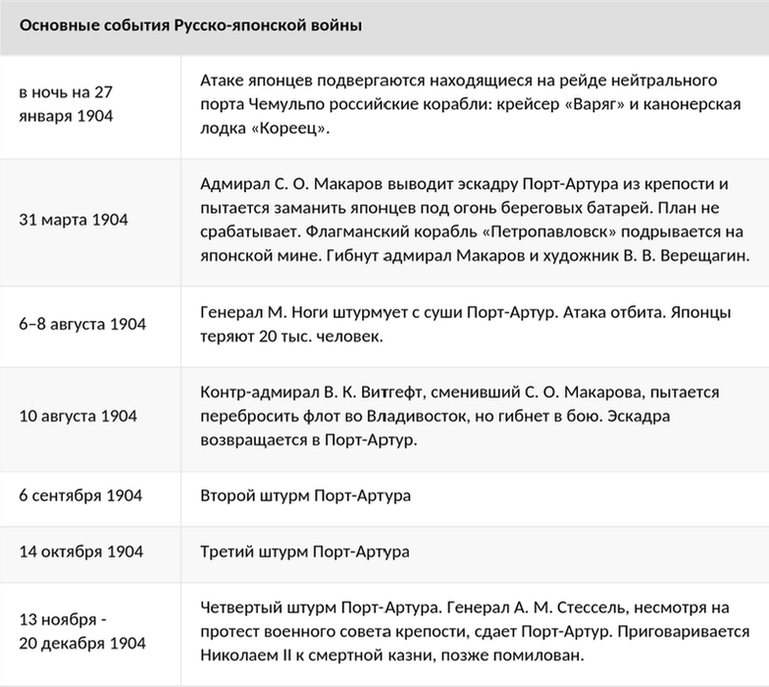 Основные события Русско-японской войны
в ночь на 27
января 1904
Атаке японцев подвергаются находящиеся на рейде нейтрального
порта Чемульпо российские корабли: крейсер «Варяг» и канонерская
лодка «Кореец».
31 марта 1904
Адмирал С. О. Макаров выводит эскадру Порт-Артура из крепости и
пытается заманить японцев под огонь береговых батарей. План не
срабатывает. Флагманский корабль «Петропавловск» подрывается на
японской мине. Гибнут адмирал Макаров и художник В. В. Верещагин.
6–8 августа 1904
Генерал М. Ноги штурмует с суши Порт-Артур. Атака отбита. Японцы
теряют 20 тыс. человек.
10 августа 1904
Контр-адмирал В. К. Витгефт, сменивший С. О. Макарова, пытается
перебросить флот во Владивосток, но гибнет в бою. Эскадра
возвращается в Порт-Артур.
6 сентября 1904
Второй штурм Порт-Артура
14 октября 1904
Третий штурм Порт-Артура
13 ноября -
20 декабря 1904
Четвертый штурм Порт-Артура. Генерал А. М. Стессель, несмотря на
протест военного совета крепости, сдает Порт-Артур. Приговаривается
Николаем II к смертной казни, позже помилован.